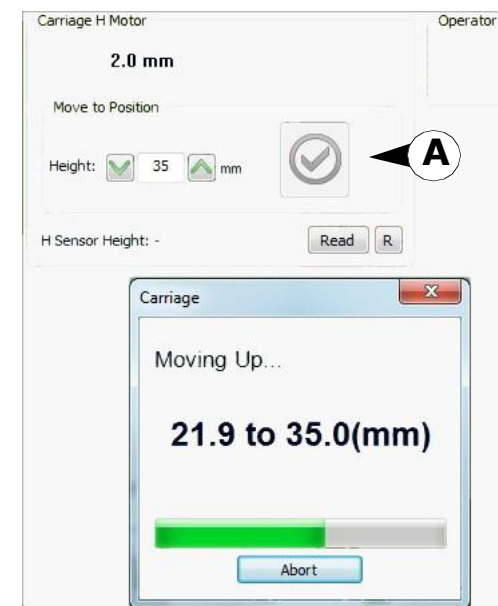 Carriage H Motor
Operator
2.0 mm
Move to Position
Height: 35 mm
A
H Sensor Height: - Read R
Carriage
Moving Up...
21.9 to 35.0(mm)
Abort